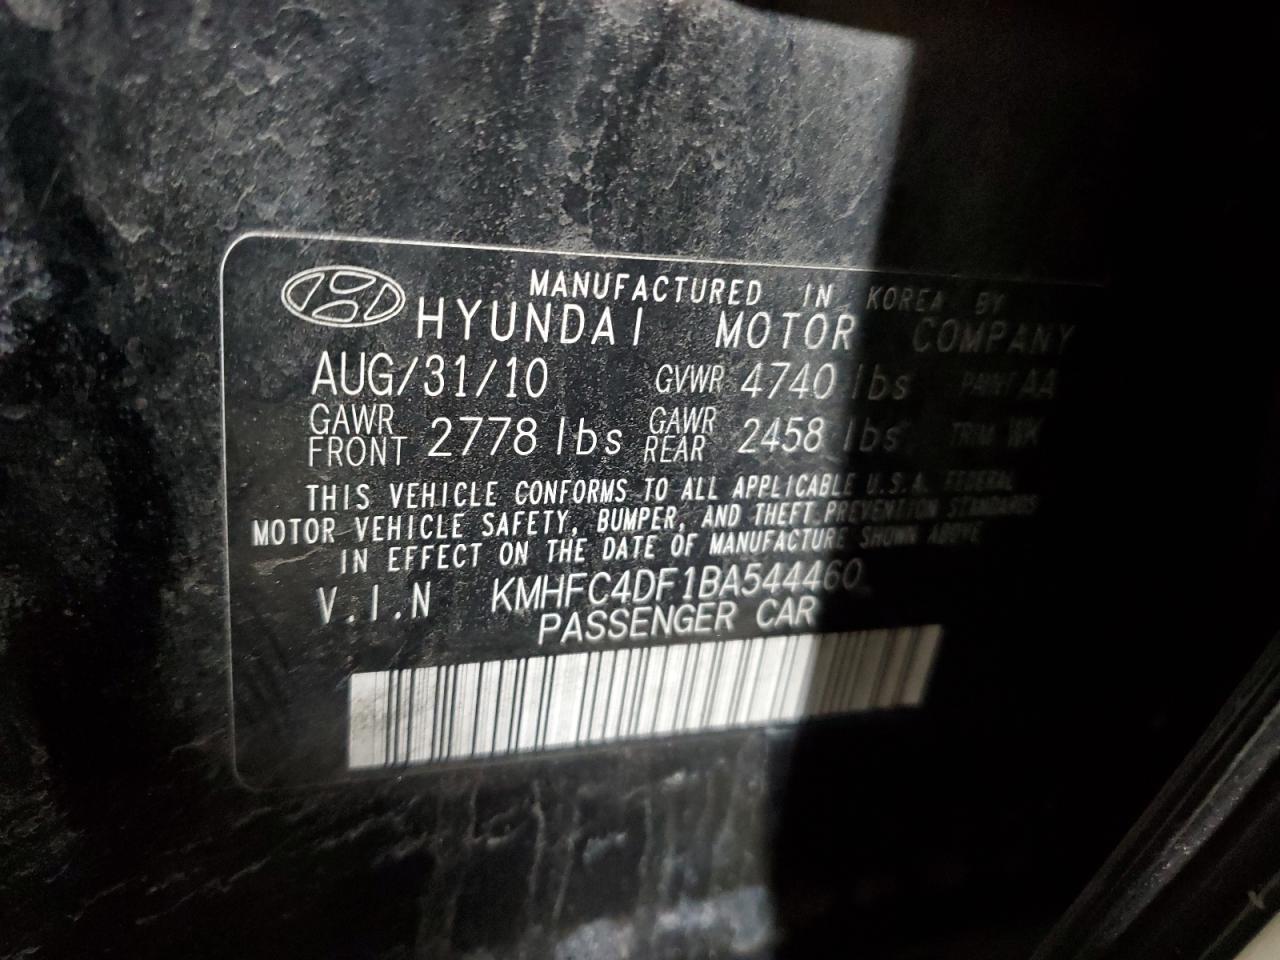 MANUFACTURED IN KOREA BY
HYUNDAI MOTOR COMPANY
AUG/31/10 GVWR 4740 lbs PAINT AA
GAWR FRONT 2778 lbs GAWR REAR 2458 lbs TRIM WK
THIS VEHICLE CONFORMS TO ALL APPLICABLE U.S.A. FEDERAL
MOTOR VEHICLE SAFETY, BUMPER, AND THEFT PREVENTION STANDARDS
IN EFFECT ON THE DATE OF MANUFACTURE SHOWN ABOVE
V.I.N KMHFC4DF1BA544460
PASSENGER CAR